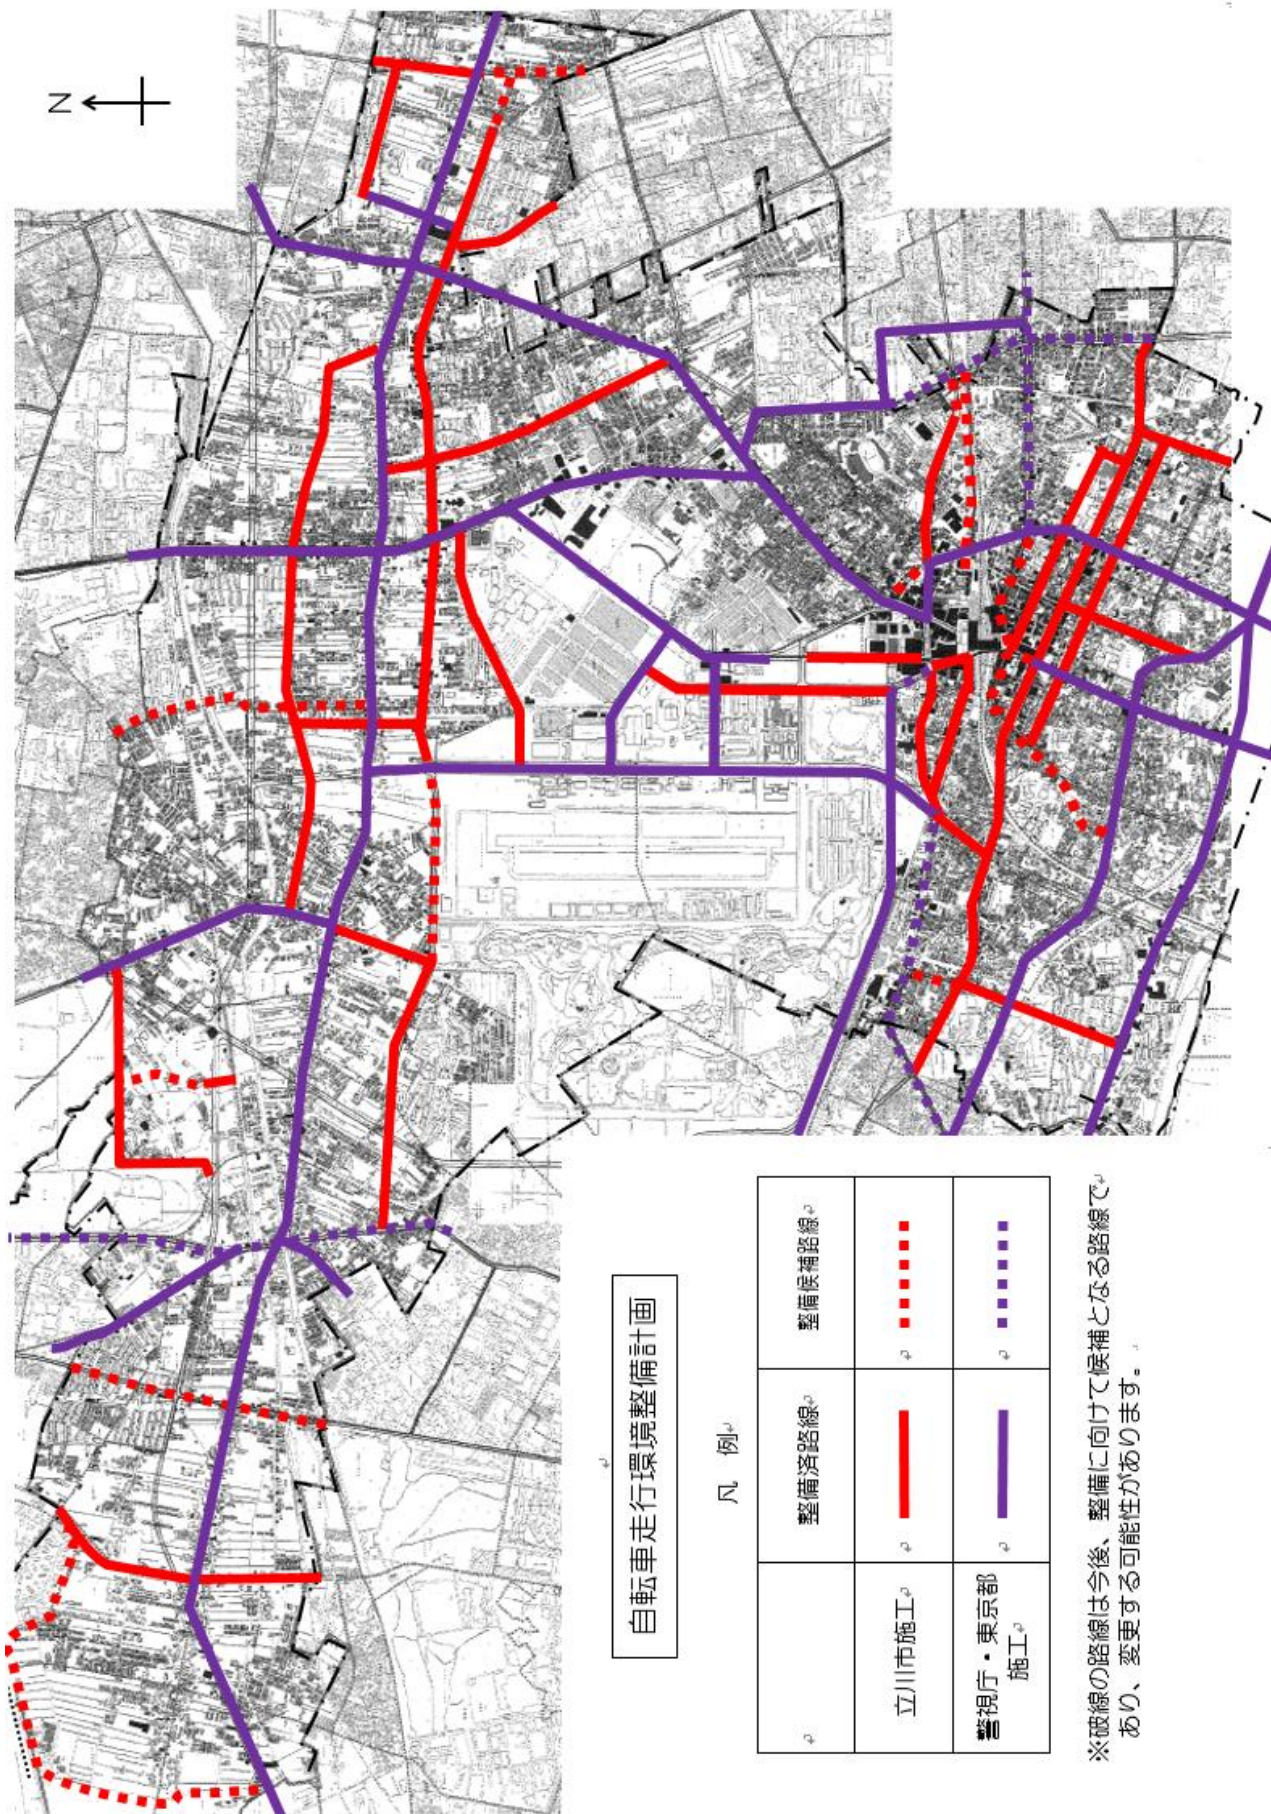 N
自転車走行環境整備計画
凡　例
整備済路線
整備候補路線
立川市施工
警視庁・東京都
施工
※破線の路線は今後、整備に向けて候補となる路線で
あり、変更する可能性があります。